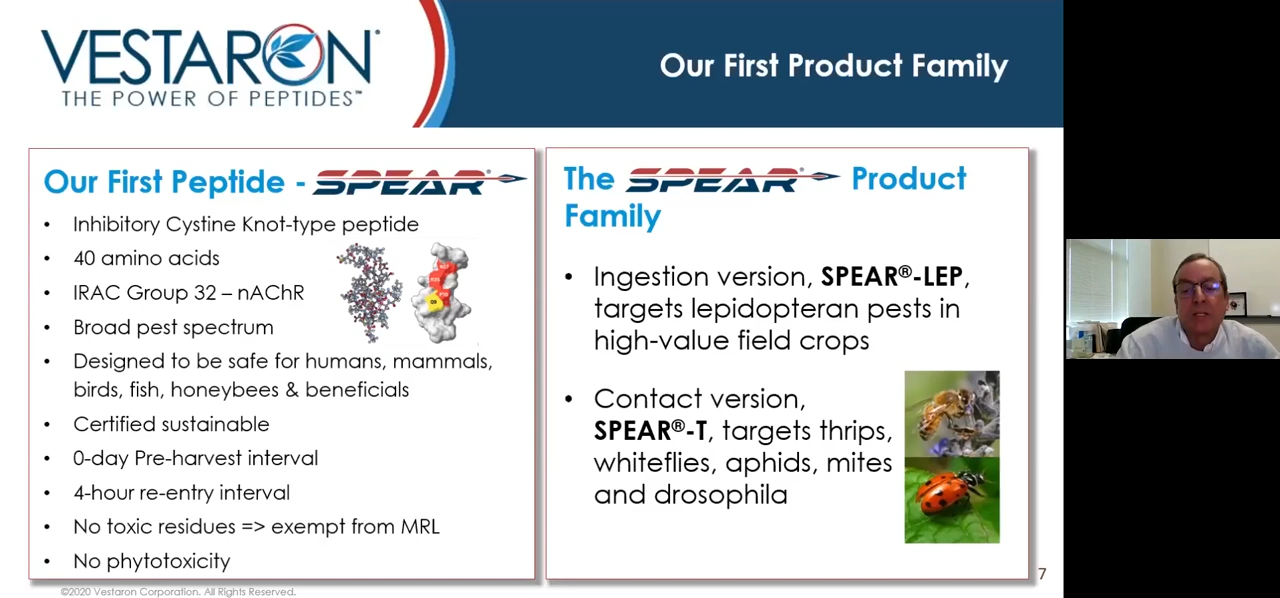 VESTARON®
THE POWER OF PEPTIDES™
Our First Product Family
Our First Peptide - SPEAR®
• Inhibitory Cystine Knot-type peptide
• 40 amino acids
• IRAC Group 32 – nAChR
• Broad pest spectrum
• Designed to be safe for humans, mammals,
birds, fish, honeybees & beneficials
• Certified sustainable
• 0-day Pre-harvest interval
• 4-hour re-entry interval
• No toxic residues => exempt from MRL
• No phytotoxicity
The SPEAR® Product
Family
• Ingestion version, SPEAR®-LEP,
targets lepidopteran pests in
high-value field crops
• Contact version,
SPEAR®-T, targets thrips,
whiteflies, aphids, mites
and drosophila
7
©2020 Vestaron Corporation. All Rights Reserved.